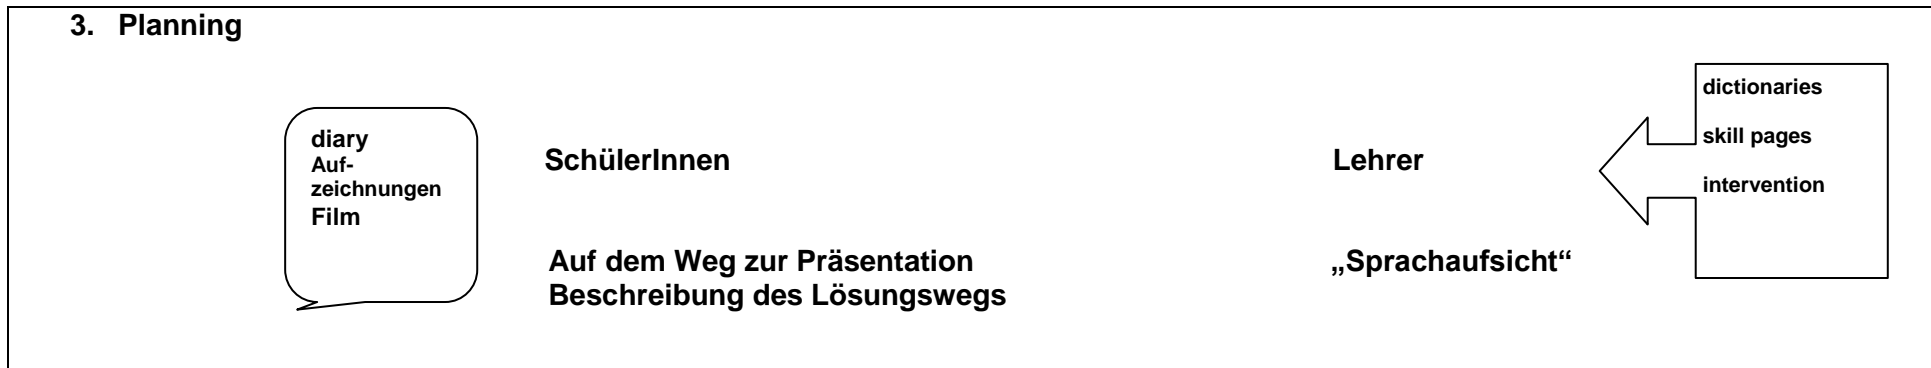 3. Planning
diary
Auf-
zeichnungen
Film
SchülerInnen
Auf dem Weg zur Präsentation
Beschreibung des Lösungswegs
Lehrer
„Sprachaufsicht“
dictionaries
skill pages
intervention